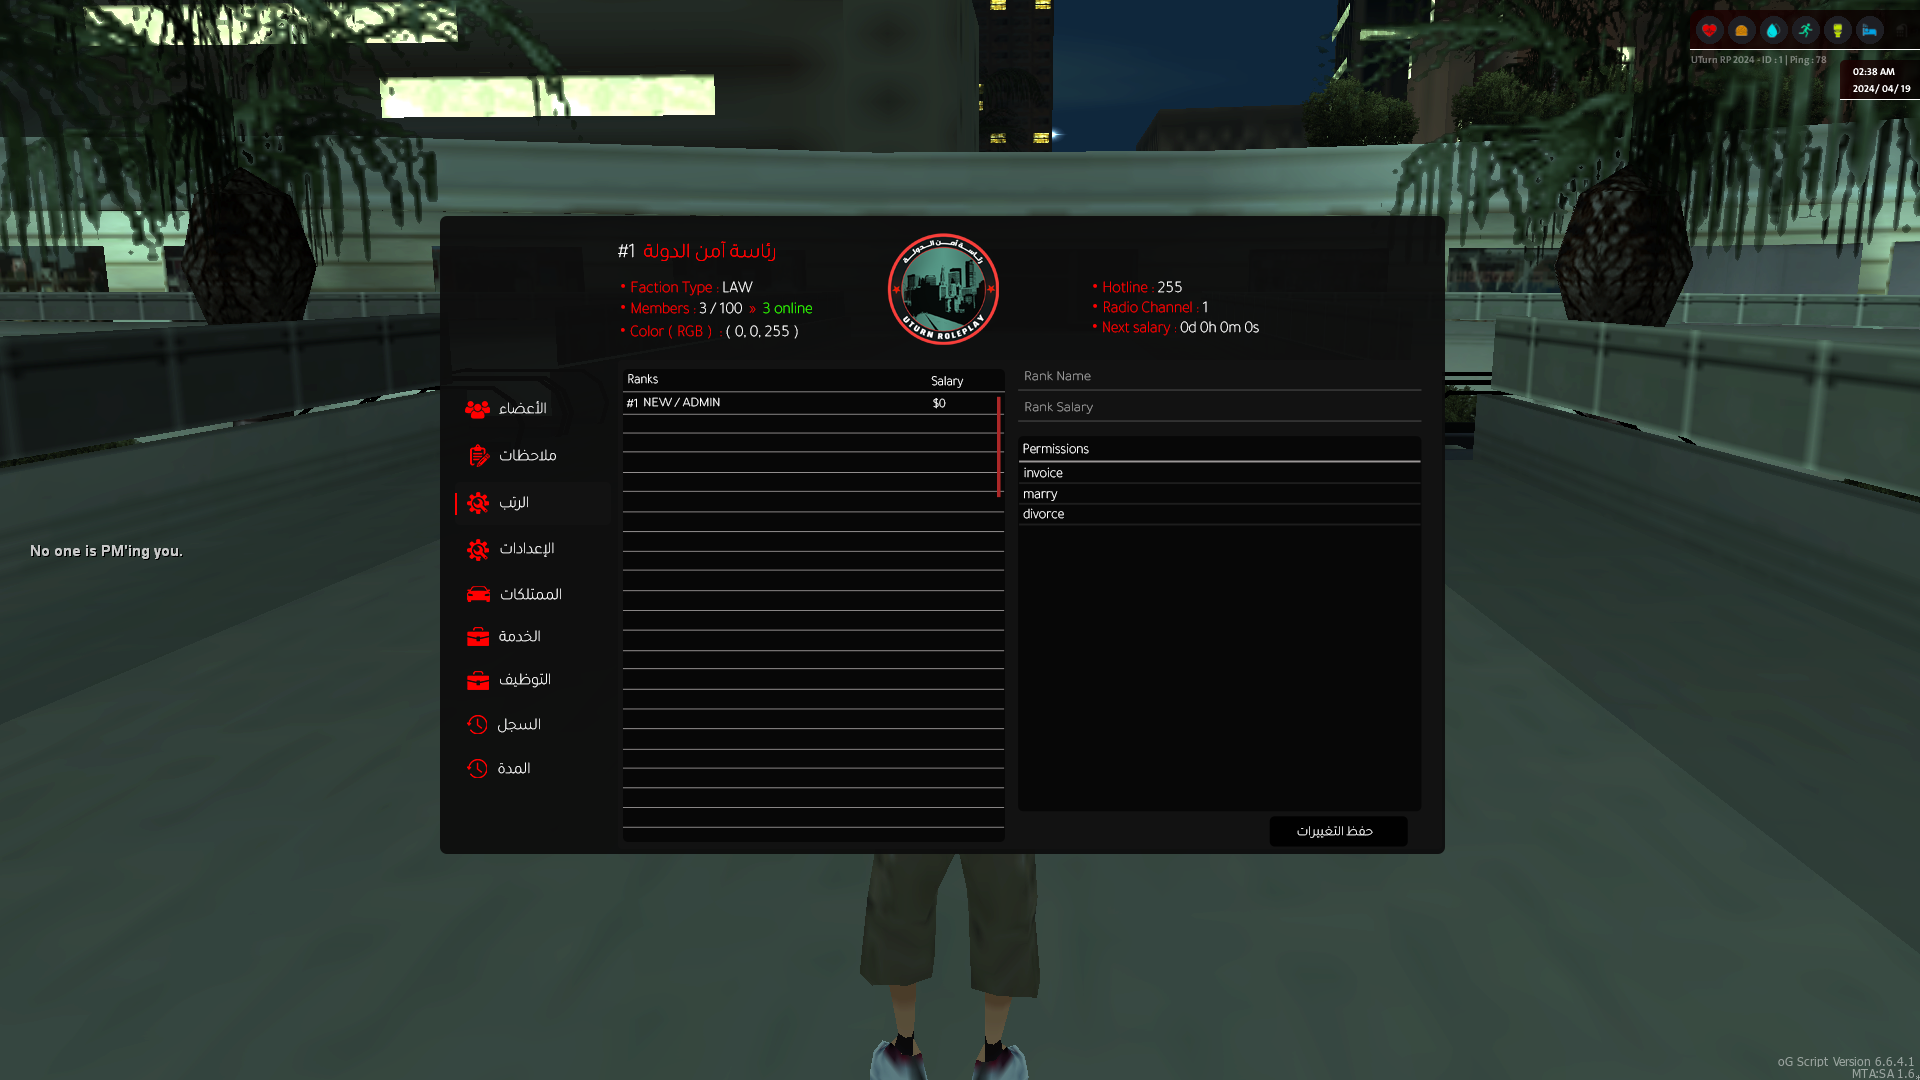 UTurn RP 2024 - ID : 1 | Ping : 78
02:38 AM
2024/ 04/ 19
#1 رئاسة آمن الدولة
• Faction Type : LAW
• Members : 3 / 100 » 3 online
• Color ( RGB ) : ( 0, 0, 255 )
رئاسة آمن الدولة
UTURN ROLEPLAY
• Hotline : 255
• Radio Channel : 1
• Next salary : 0d 0h 0m 0s
الأعضاء
ملاحظات
الرتب
الإعدادات
الممتلكات
الخدمة
التوظيف
السجل
المدة
Ranks Salary
#1 NEW / ADMIN $0
Rank Name
Rank Salary
Permissions
invoice
marry
divorce
حفظ التغييرات
No one is PM'ing you.
oG Script Version 6.6.4.1
MTA:SA 1.6